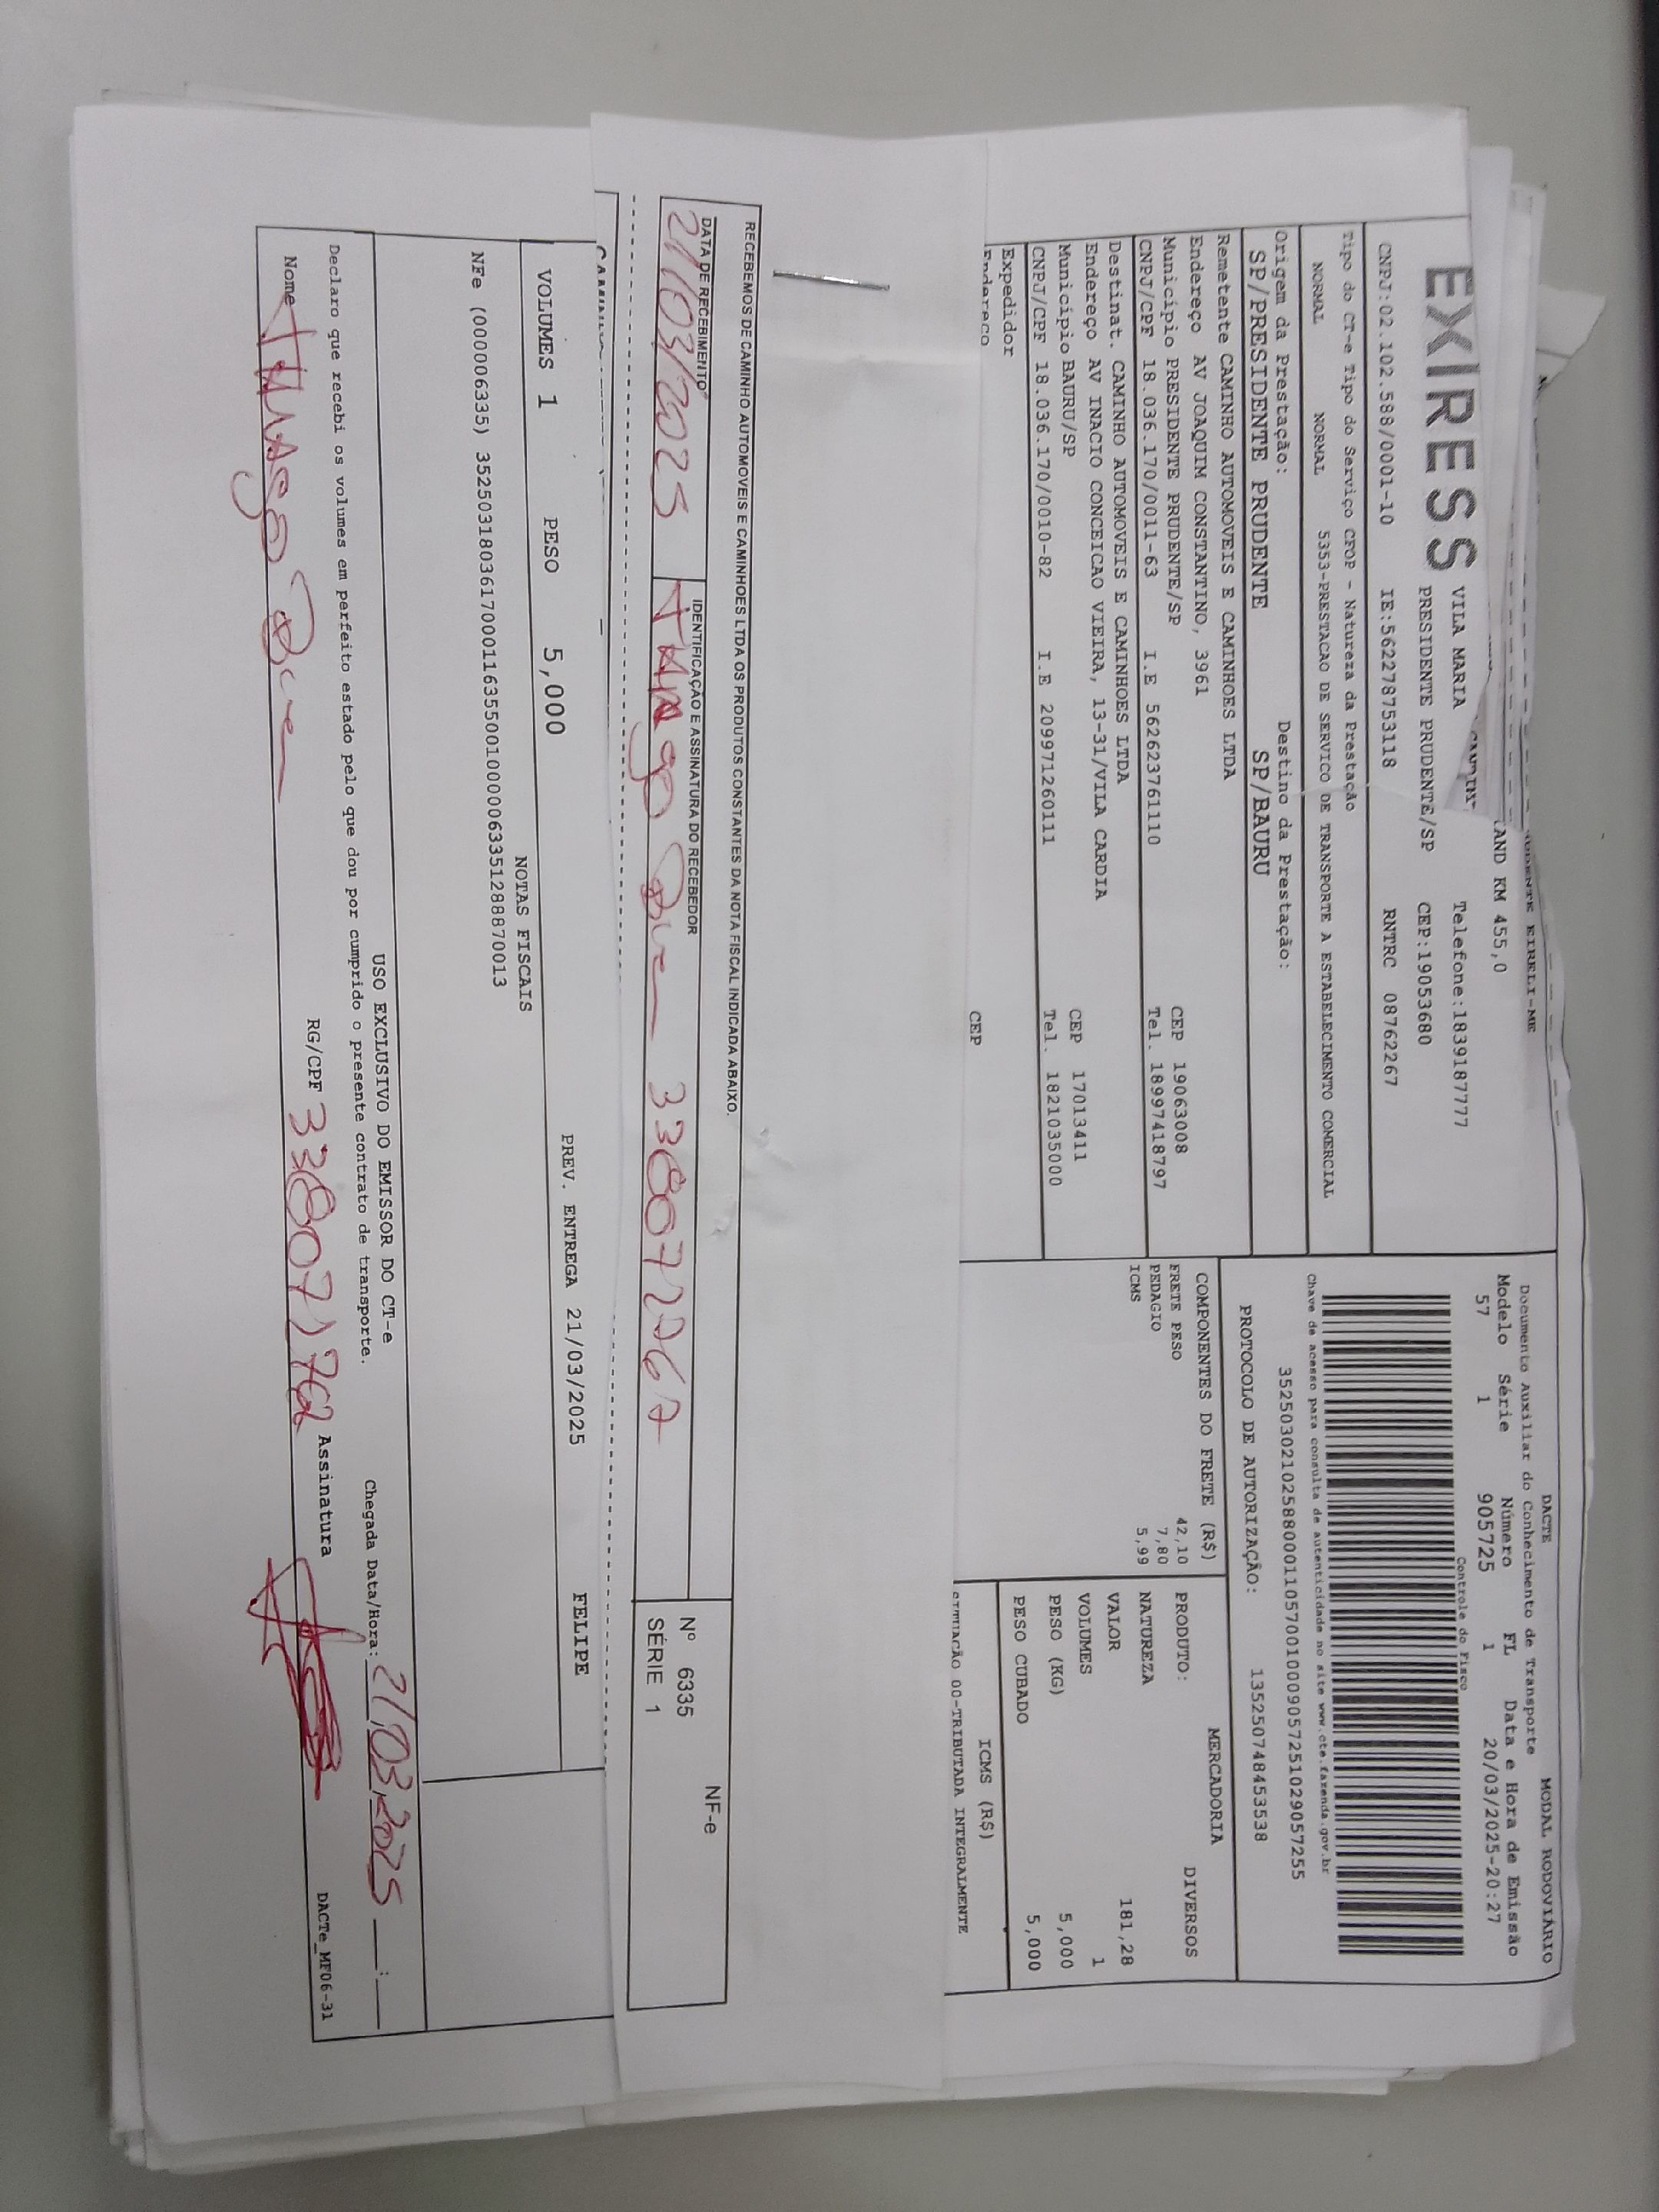 DACTE MODAL RODOVIÁRIO
Documento Auxiliar do Conhecimento de Transporte
Modelo Série Número FL Data e Hora de Emissão
57 1 905725 1 20/03/2025-20:27
Controle do Fisco
EIRELI-ME
KM 455,0
EXPRESS
VILA MARIA Telefone:1839187777
PRESIDENTE PRUDENTE/SP CEP:19053680
CNPJ:02.102.588/0001-10 IE:562278753118 RNTRC 08762267
Chave de acesso para consulta de autenticidade no site www.cte.fazenda.gov.br
35250302102588000110570010009057251029057255
PROTOCOLO DE AUTORIZAÇÃO: 135250748453538
Tipo do CT-e Tipo do Serviço CFOP - Natureza da Prestação
NORMAL NORMAL 5353-PRESTACAO DE SERVICO DE TRANSPORTE A ESTABELECIMENTO COMERCIAL
Origem da Prestação: Destino da Prestação:
SP/PRESIDENTE PRUDENTE SP/BAURU
Remetente CAMINHO AUTOMOVEIS E CAMINHOES LTDA
Endereço AV JOAQUIM CONSTANTINO, 3961
Município PRESIDENTE PRUDENTE/SP CEP 19063008
CNPJ/CPF 18.036.170/0011-63 I.E 562623761110 Tel. 18997418797
Destinat. CAMINHO AUTOMOVEIS E CAMINHOES LTDA
Endereço AV INACIO CONCEICAO VIEIRA, 13-31/VILA CARDIA
Município BAURU/SP CEP 17013411
CNPJ/CPF 18.036.170/0010-82 I.E 209971260111 Tel. 1821035000
Expedidor
Endereço CEP
COMPONENTES DO FRETE (R$)
FRETE PESO 42,10
PEDAGIO 7,80
ICMS 5,99
MERCADORIA
PRODUTO: DIVERSOS
NATUREZA
VALOR 181,28
VOLUMES 1
PESO (KG) 5,000
PESO CUBADO 5,000
ICMS (R$)
SITUAÇÃO 00-TRIBUTADA INTEGRALMENTE
RECEBEMOS DE CAMINHO AUTOMOVEIS E CAMINHOES LTDA OS PRODUTOS CONSTANTES DA NOTA FISCAL INDICADA ABAIXO.
DATA DE RECEBIMENTO IDENTIFICAÇÃO E ASSINATURA DO RECEBEDOR
21/03/2025
NF-e
Nº 6335
SÉRIE 1
VOLUMES 1 PESO 5,000 PREV. ENTREGA 21/03/2025 FELIPE
NOTAS FISCAIS
NFe (000006335) 35250318036170001163550010000063351288870013
USO EXCLUSIVO DO EMISSOR DO CT-e
Declaro que recebi os volumes em perfeito estado pelo que dou por cumprido o presente contrato de transporte.
Chegada Data/Hora: 21/03/2025 __:__
Nome RG/CPF Assinatura
DACTe_MF06-31